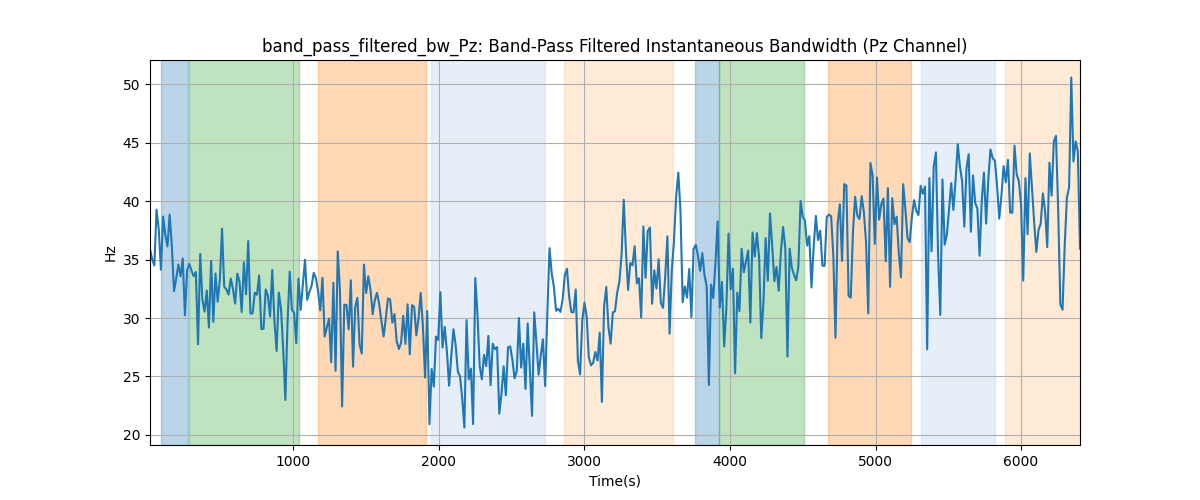 band_pass_filtered_bw_Pz: Band-Pass Filtered Instantaneous Bandwidth (Pz Channel)
50
45
40
35
30
25
20
Hz
1000 2000 3000 4000 5000 6000
Time(s)